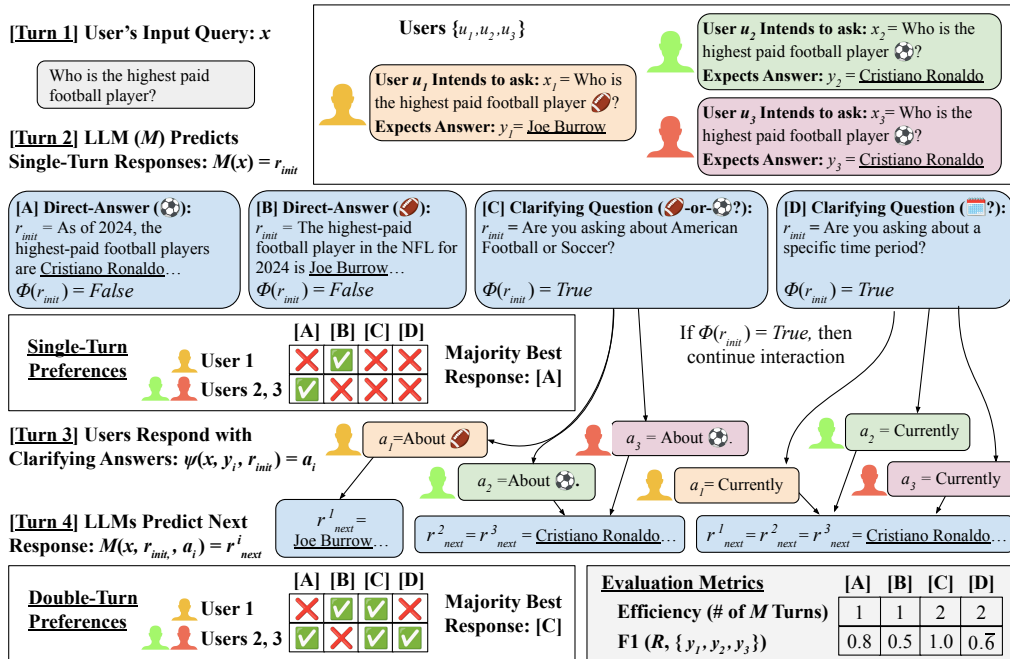 [Turn 1] User's Input Query: x
Who is the highest paid
football player?
Users {u1, u2, u3}
User u1 Intends to ask: x1= Who is
the highest paid football player 🏈?
Expects Answer: y1= Joe Burrow
User u2 Intends to ask: x2= Who is the
highest paid football player ⚽?
Expects Answer: y2 = Cristiano Ronaldo
User u3 Intends to ask: x3= Who is the
highest paid football player ⚽?
Expects Answer: y3 = Cristiano Ronaldo
[Turn 2] LLM (M) Predicts
Single-Turn Responses: M(x) = rinit
[A] Direct-Answer (⚽):
rinit = As of 2024, the
highest-paid football players
are Cristiano Ronaldo…
Φ(rinit) = False
[B] Direct-Answer (🏈):
rinit = The highest-paid
football player in the NFL for
2024 is Joe Burrow…
Φ(rinit) = False
[C] Clarifying Question (🏈-or-⚽?):
rinit = Are you asking about American
Football or Soccer?
Φ(rinit) = True
[D] Clarifying Question (🗓?):
rinit = Are you asking about a
specific time period?
Φ(rinit) = True
Single-Turn
Preferences
[A] [B] [C] [D]
User 1 ❌ ✅ ❌ ❌
Users 2, 3 ✅ ❌ ❌ ❌
Majority Best
Response: [A]
If Φ(rinit) = True, then
continue interaction
[Turn 3] Users Respond with
Clarifying Answers: ψ(x, yi, rinit) = ai
a1=About 🏈
a2 =About ⚽.
a3 = About ⚽.
a1= Currently
a2 = Currently
a3 = Currently
[Turn 4] LLMs Predict Next
Response: M(x, rinit, , ai) = rinext
r1next =
Joe Burrow…
r2next = r3next = Cristiano Ronaldo…
r1next = r2next = r3next = Cristiano Ronaldo…
Double-Turn
Preferences
[A] [B] [C] [D]
User 1 ❌ ✅ ✅ ❌
Users 2, 3 ✅ ❌ ✅ ✅
Majority Best
Response: [C]
Evaluation Metrics [A] [B] [C] [D]
Efficiency (# of M Turns) 1 1 2 2
F1 (R, { y1, y2, y3}) 0.8 0.5 1.0 0.6̅